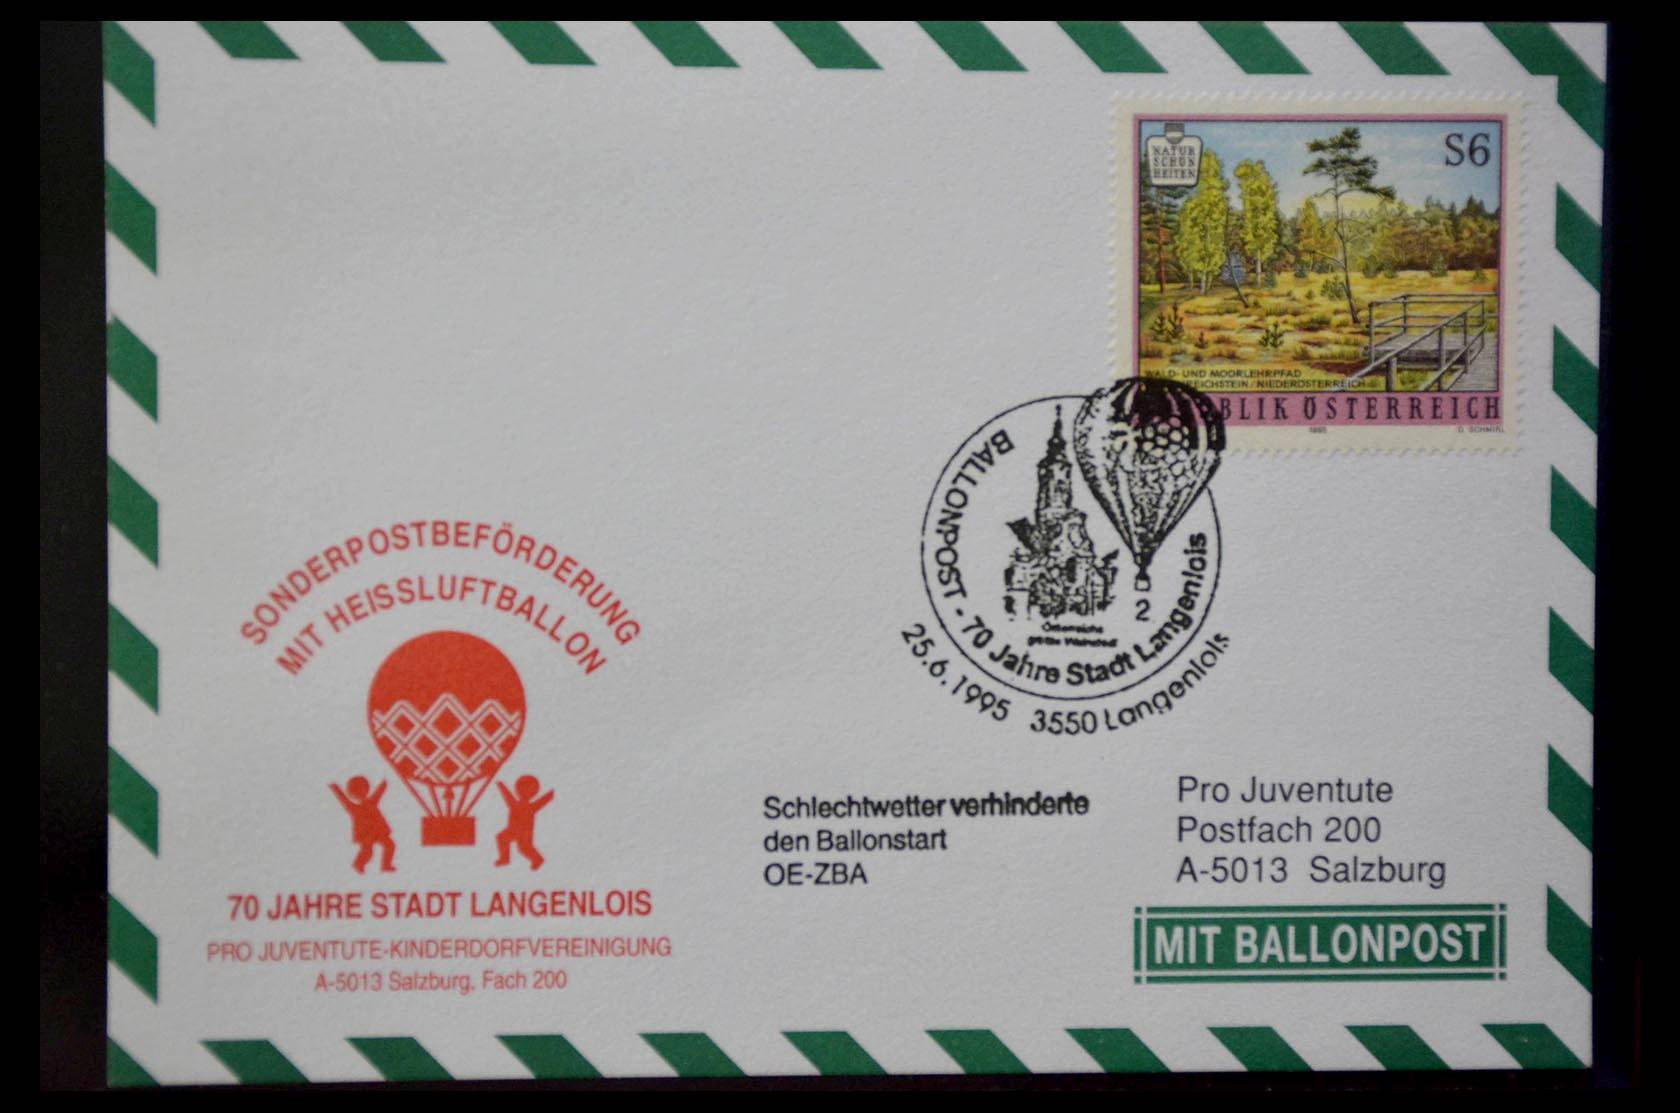 NATUR
SCHÖN
HEITEN
S6
WALD- UND MOORLEHRPFAD
REICHSTEIN / NIEDERÖSTERREICH
BLIK ÖSTERREICH
1995
BALLONPOST - 70 Jahre Stadt Langenlois
2
25.6.1995 3550 Langenlois
SONDERPOSTBEFÖRDERUNG
MIT HEISSLUFTBALLON
70 JAHRE STADT LANGENLOIS
PRO JUVENTUTE-KINDERDORFVEREINIGUNG
A-5013 Salzburg, Fach 200
Schlechtwetter verhinderte
den Ballonstart
OE-ZBA
Pro Juventute
Postfach 200
A-5013 Salzburg
MIT BALLONPOST